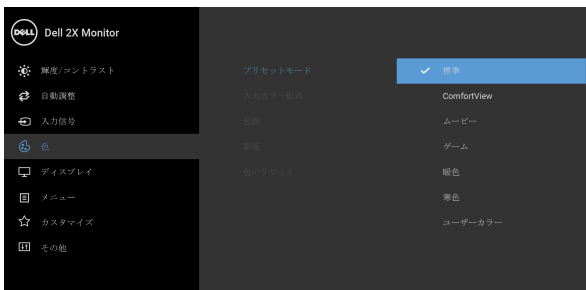 DELL
Dell 2X Monitor
輝度/コントラスト
自動調整
入力信号
色
ディスプレイ
メニュー
カスタマイズ
その他
プリセットモード
入力カラー形式
色相
彩度
色のリセット
標準
ComfortView
ムービー
ゲーム
暖色
寒色
ユーザーカラー